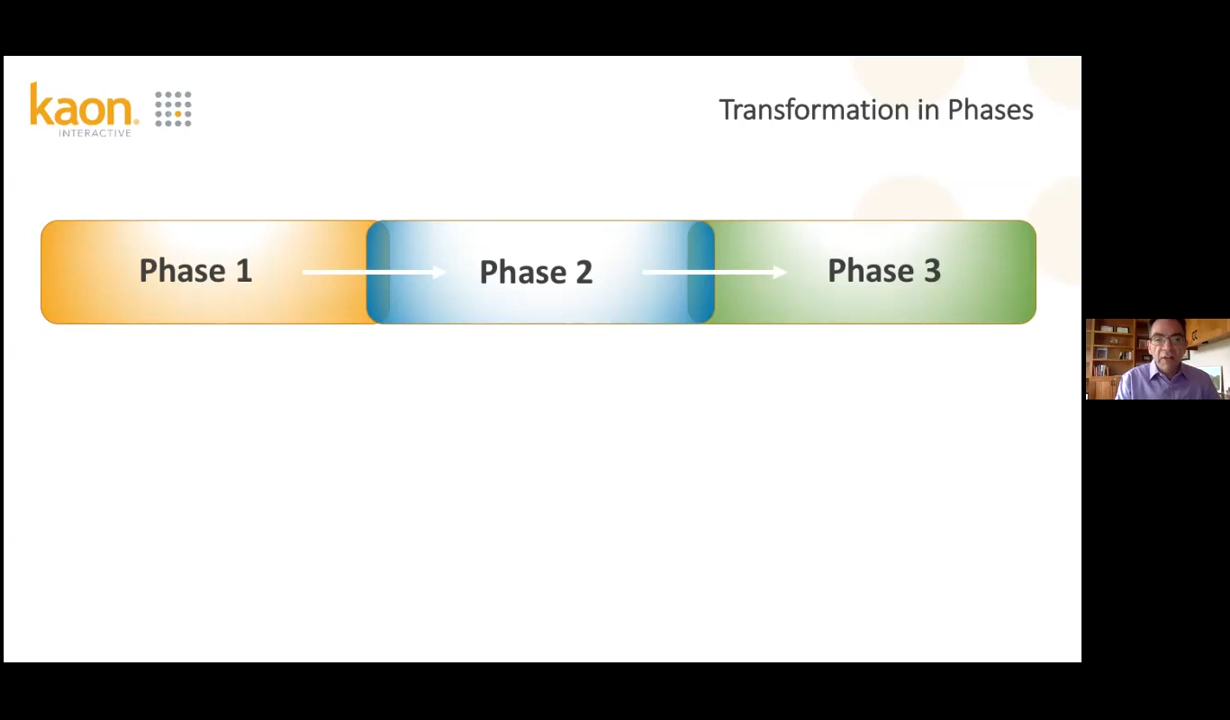 kaon.
INTERACTIVE
Transformation in Phases
Phase 1
Phase 2
Phase 3